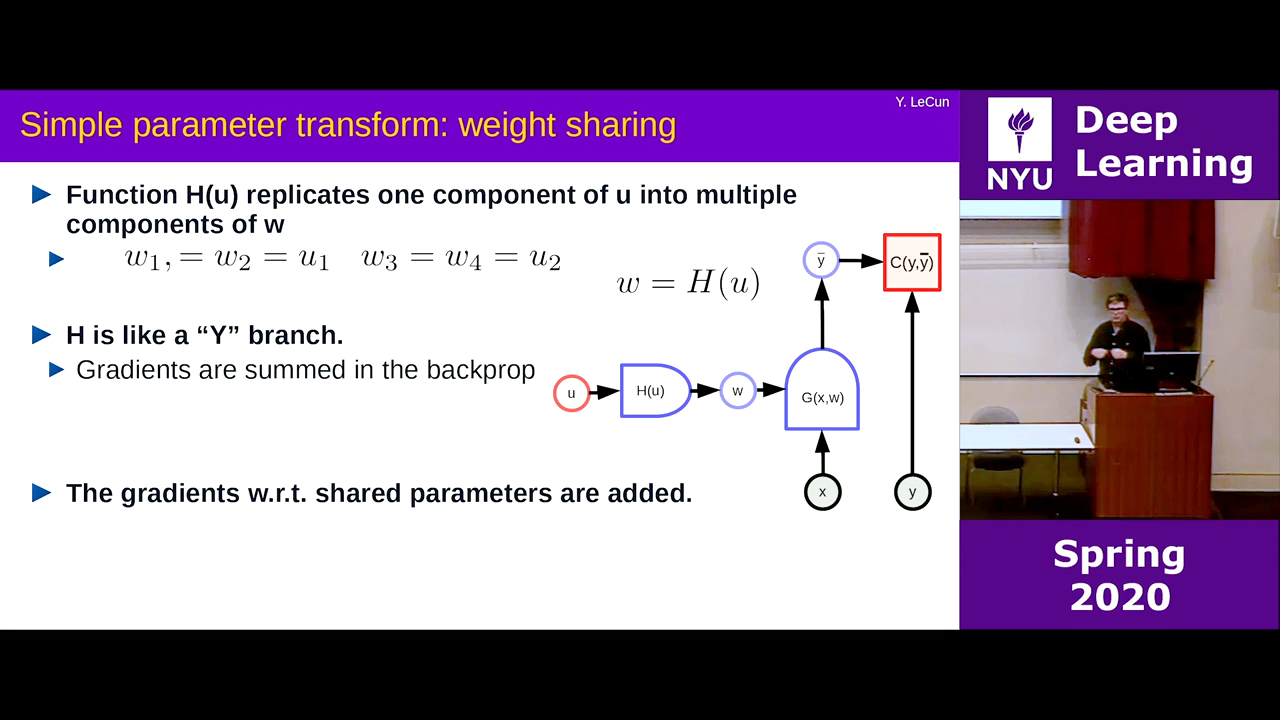 Y. LeCun
Simple parameter transform: weight sharing
Function H(u) replicates one component of u into multiple
components of w
w₁, = w₂ = u₁ w₃ = w₄ = u₂
w = H(u)
H is like a “Y” branch.
Gradients are summed in the backprop
The gradients w.r.t. shared parameters are added.
ȳ
C(y,ȳ)
u
H(u)
w
G(x,w)
x
y
NYU
Deep
Learning
Spring
2020